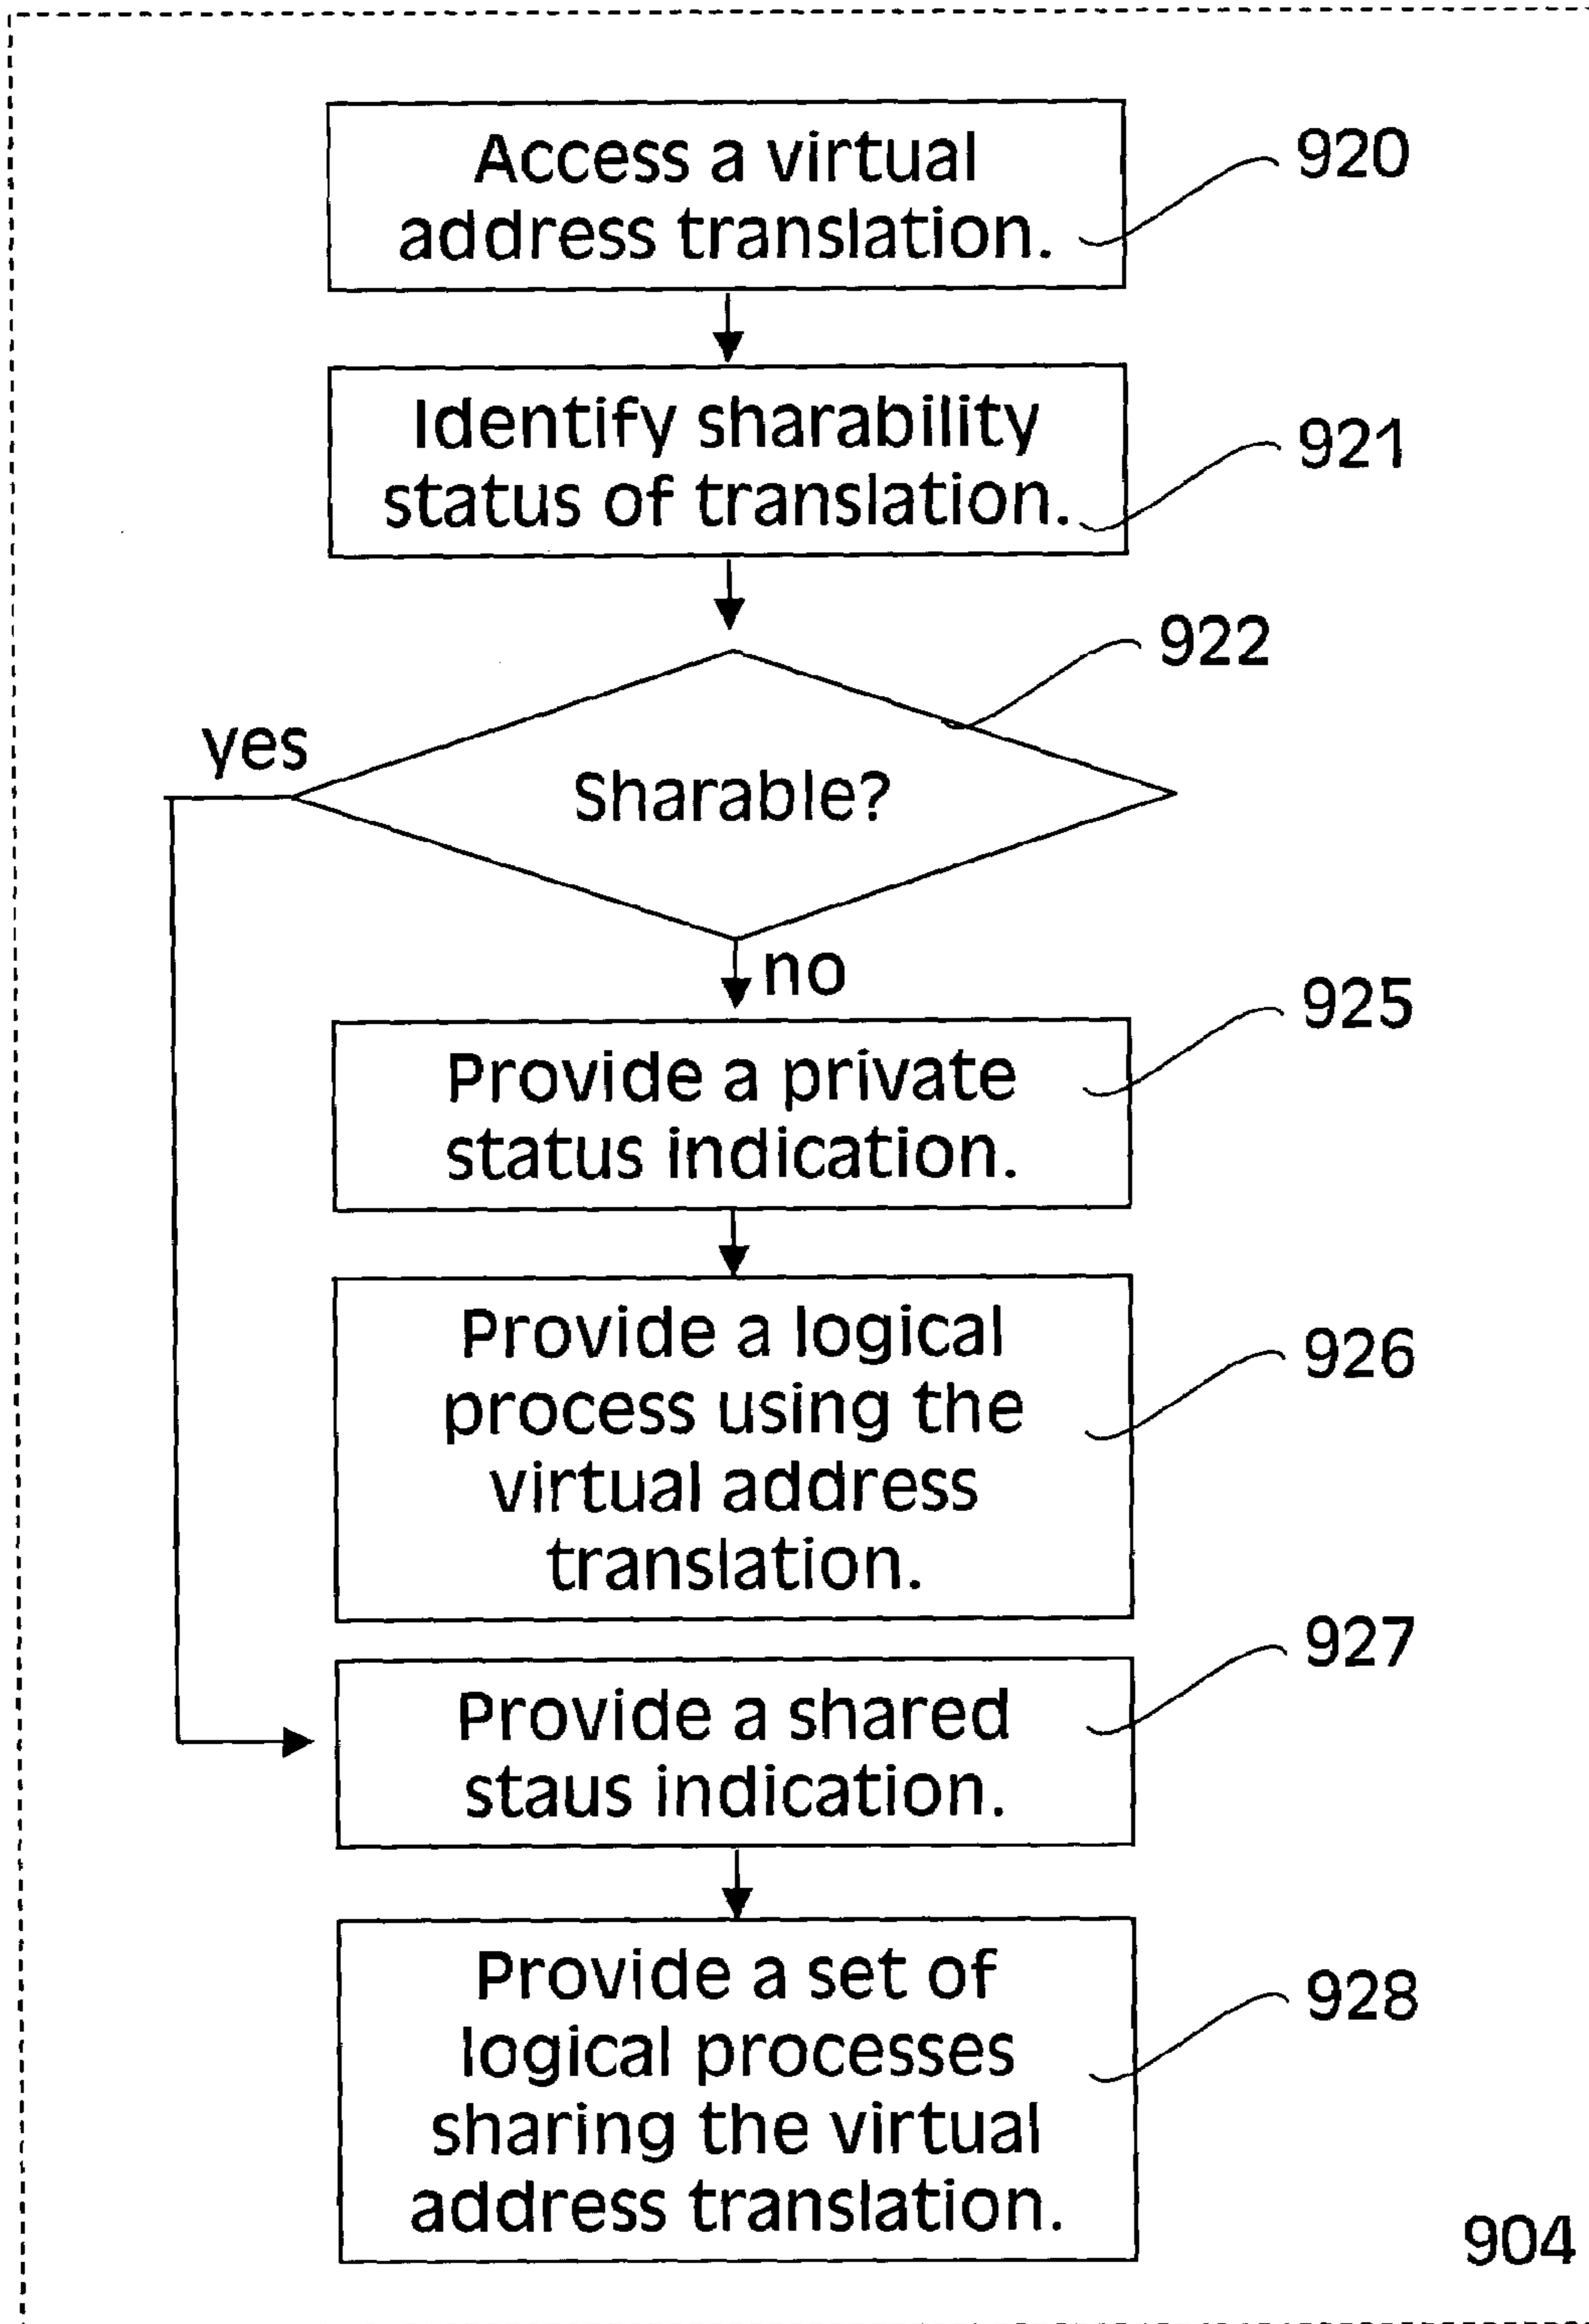 Access a virtual
address translation.
920
Identify sharability
status of translation.
921
922
yes
Sharable?
no
925
Provide a private
status indication.
Provide a logical
process using the
virtual address
translation.
926
927
Provide a shared
staus indication.
Provide a set of
logical processes
sharing the virtual
address translation.
928
904